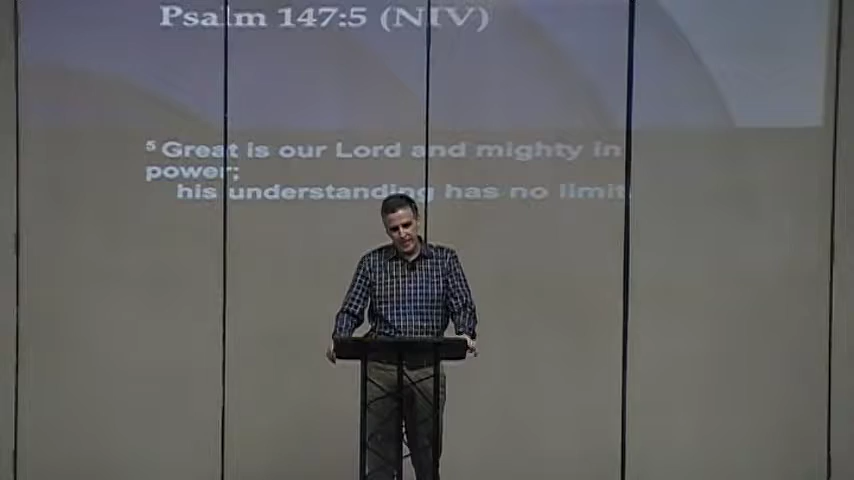 Psalm 147:5 (NIV)
⁵ Great is our Lord and mighty in
power;
his understanding has no limit.